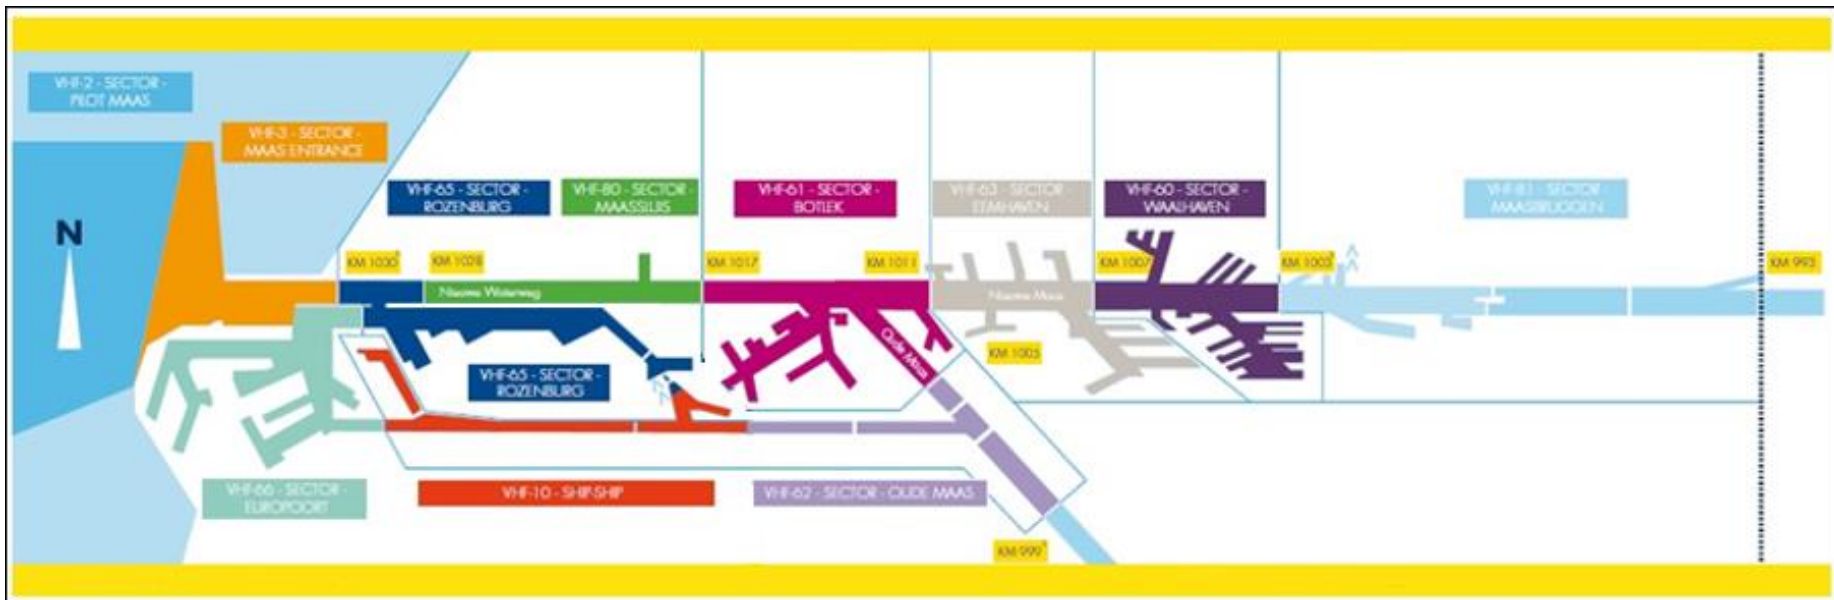 VHF-2 - SECTOR -
PILOT MAAS
VHF-3 - SECTOR -
MAAS ENTRANCE
N
VHF-65 - SECTOR -
ROZENBURG
VHF-80 - SECTOR -
MAASSLUIS
VHF-61 - SECTOR -
BOTLEK
VHF-63 - SECTOR -
EEMHAVEN
VHF-60 - SECTOR -
WAALHAVEN
VHF-81 - SECTOR -
MAASBRUGGEN
KM 1030
KM 1028
KM 1017
KM 1011
KM 1007
KM 1003
KM 993
Nieuwe Waterweg
Nieuwe Maas
Oude Maas
KM 1005
VHF-65 - SECTOR -
ROZENBURG
VHF-66 - SECTOR -
EUROPOORT
VHF-10 - SHIP-SHIP
VHF-62 - SECTOR - OUDE MAAS
KM 999